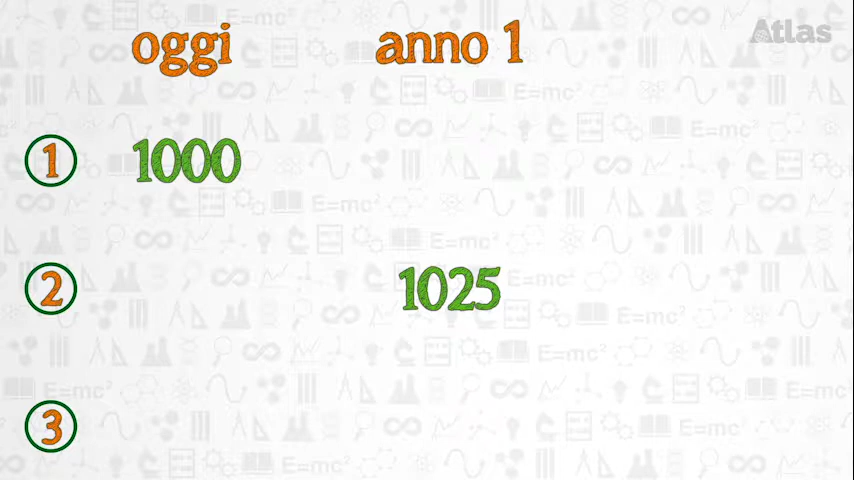 oggi anno 1
Atlas
1 1000
2 1025
3